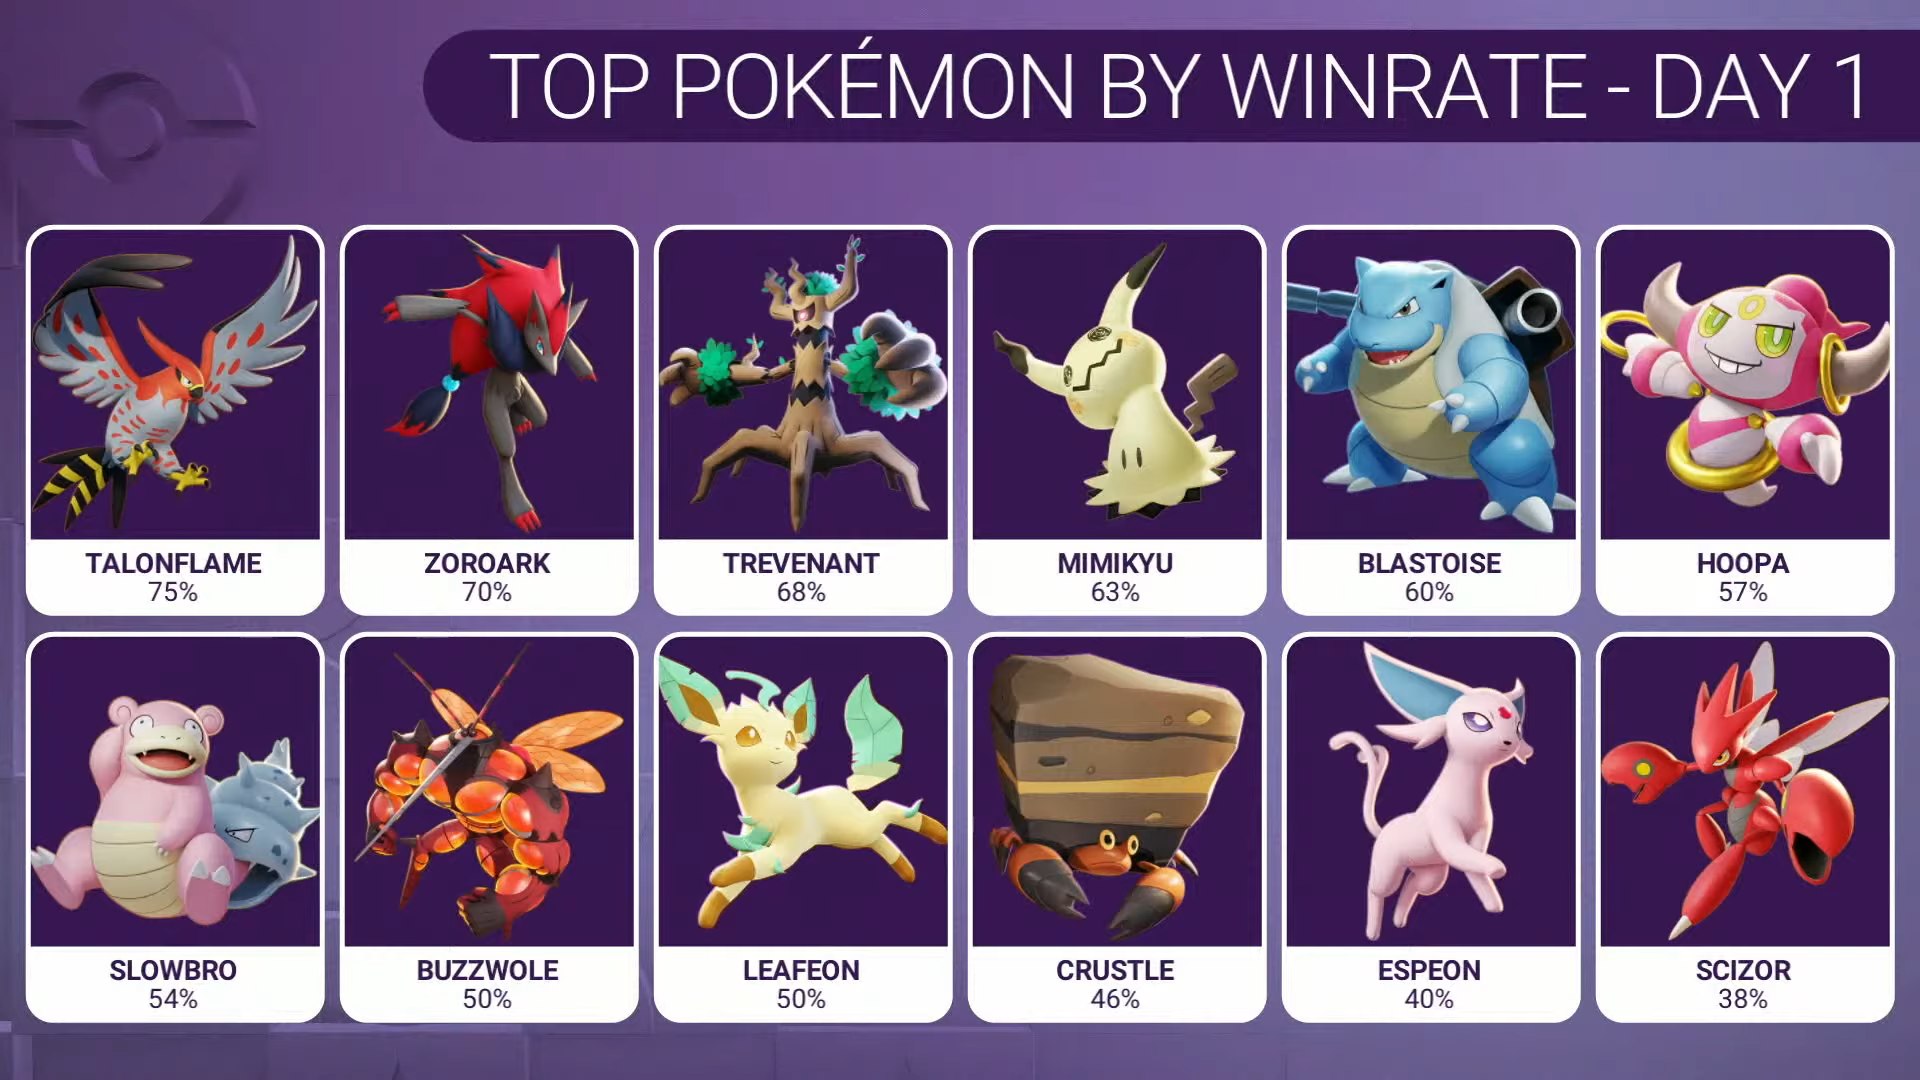 TOP POKÉMON BY WINRATE - DAY 1
TALONFLAME
75%
ZOROARK
70%
TREVENANT
68%
MIMIKYU
63%
BLASTOISE
60%
HOOPA
57%
SLOWBRO
54%
BUZZWOLE
50%
LEAFEON
50%
CRUSTLE
46%
ESPEON
40%
SCIZOR
38%